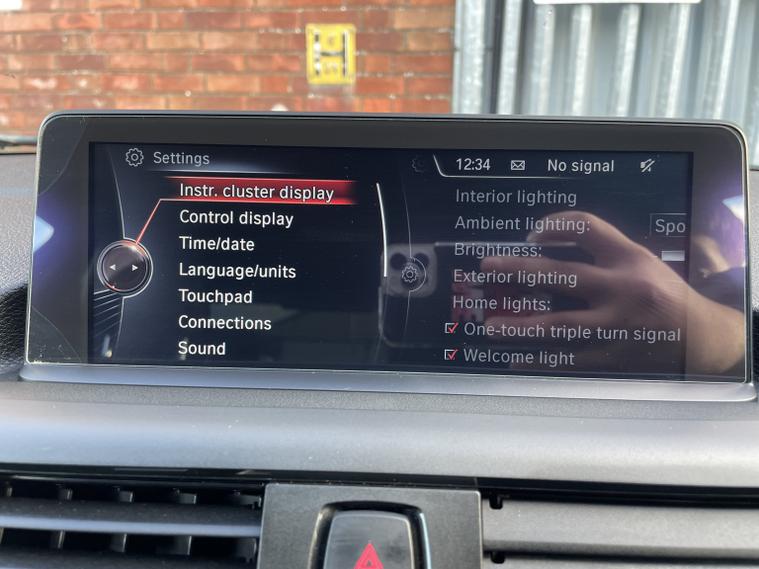 Settings
12:34
No signal
Instr. cluster display
Control display
Time/date
Language/units
Touchpad
Connections
Sound
Interior lighting
Ambient lighting:
Spo
Brightness:
Exterior lighting
Home lights:
One-touch triple turn signal
Welcome light